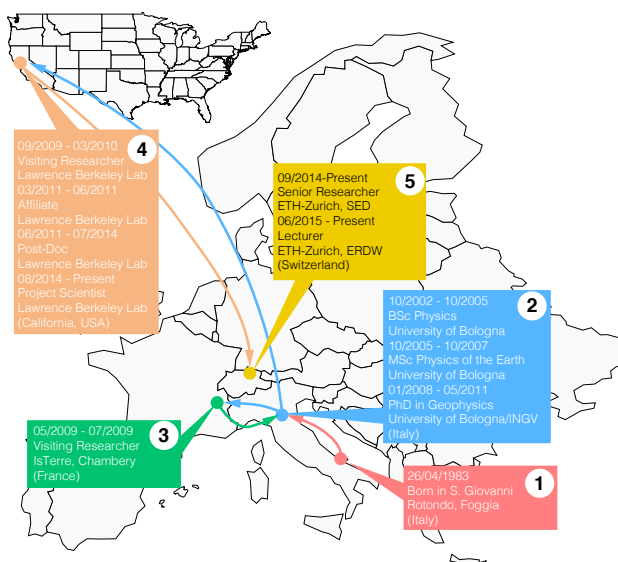 09/2009 - 03/2010
Visiting Researcher
Lawrence Berkeley Lab
03/2011 - 06/2011
Affiliate
Lawrence Berkeley Lab
06/2011 - 07/2014
Post-Doc
Lawrence Berkeley Lab
08/2014 - Present
Project Scientist
Lawrence Berkeley Lab
(California, USA)
4
09/2014-Present
Senior Researcher
ETH-Zurich, SED
06/2015 - Present
Lecturer
ETH-Zurich, ERDW
(Switzerland)
5
10/2002 - 10/2005
BSc Physics
University of Bologna
10/2005 - 10/2007
MSc Physics of the Earth
University of Bologna
01/2008 - 05/2011
PhD in Geophysics
University of Bologna/INGV
(Italy)
2
05/2009 - 07/2009
Visiting Researcher
IsTerre, Chambery
(France)
3
26/04/1983
Born in S. Giovanni
Rotondo, Foggia
(Italy)
1